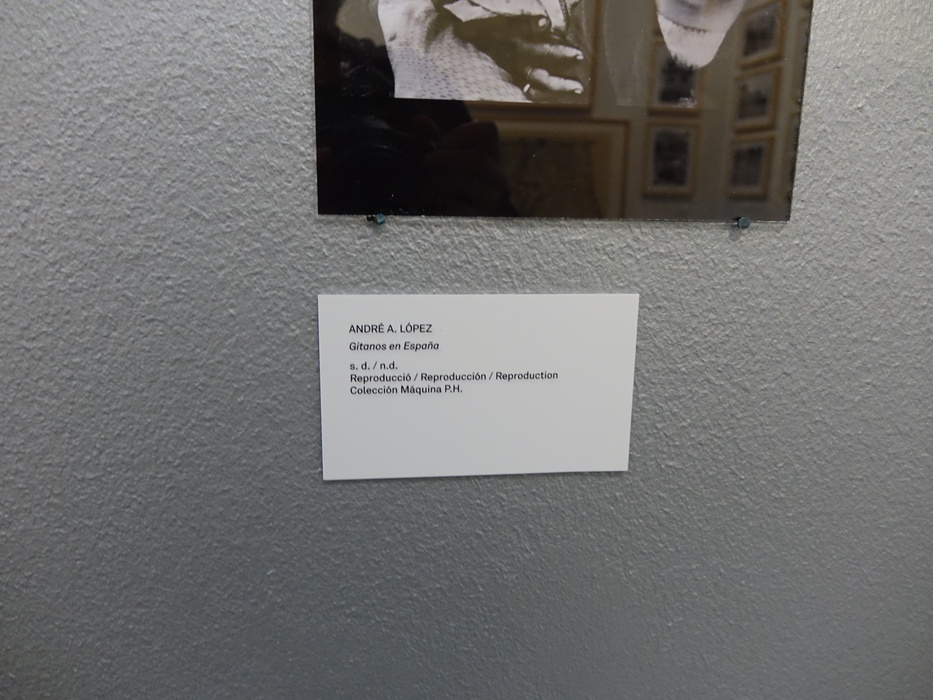 ANDRÉ A. LÓPEZ
Gitanos en España
s. d. / n.d.
Reproducció / Reproducción / Reproduction
Colección Máquina P.H.